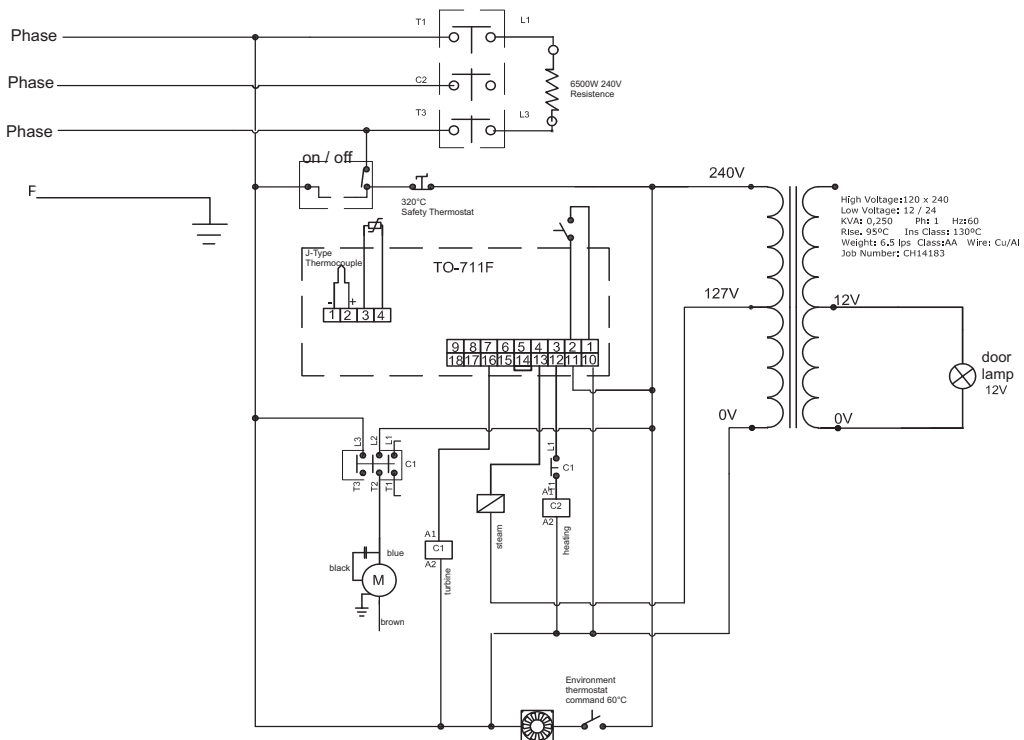 Phase
T1
L1
Phase
C2
6500W 240V
Resistence
Phase
T3
L3
on / off
240V
F
320°C
Safety Thermostat
High Voltage:120 x 240
Low Voltage: 12 / 24
KVA: 0,250 Ph: 1 Hz:60
Rise. 95ºC Ins Class: 130ºC
Weight: 6.5 lps Class:AA Wire: Cu/Al
Job Number: CH14183
J-Type
Thermocouple
TO-711F
- +
1 2 3 4
127V
12V
9 8 7 6 5 4 3 2 1
18 17 16 15 14 13 12 11 10
door
lamp
12V
0V
0V
L3 L2 L1
C1
T3 T2 T1
L1
C1
T1
A1
C2
A2
steam
heating
A1
C1
A2
turbine
blue
black
M
brown
Environment
thermostat
command 60°C